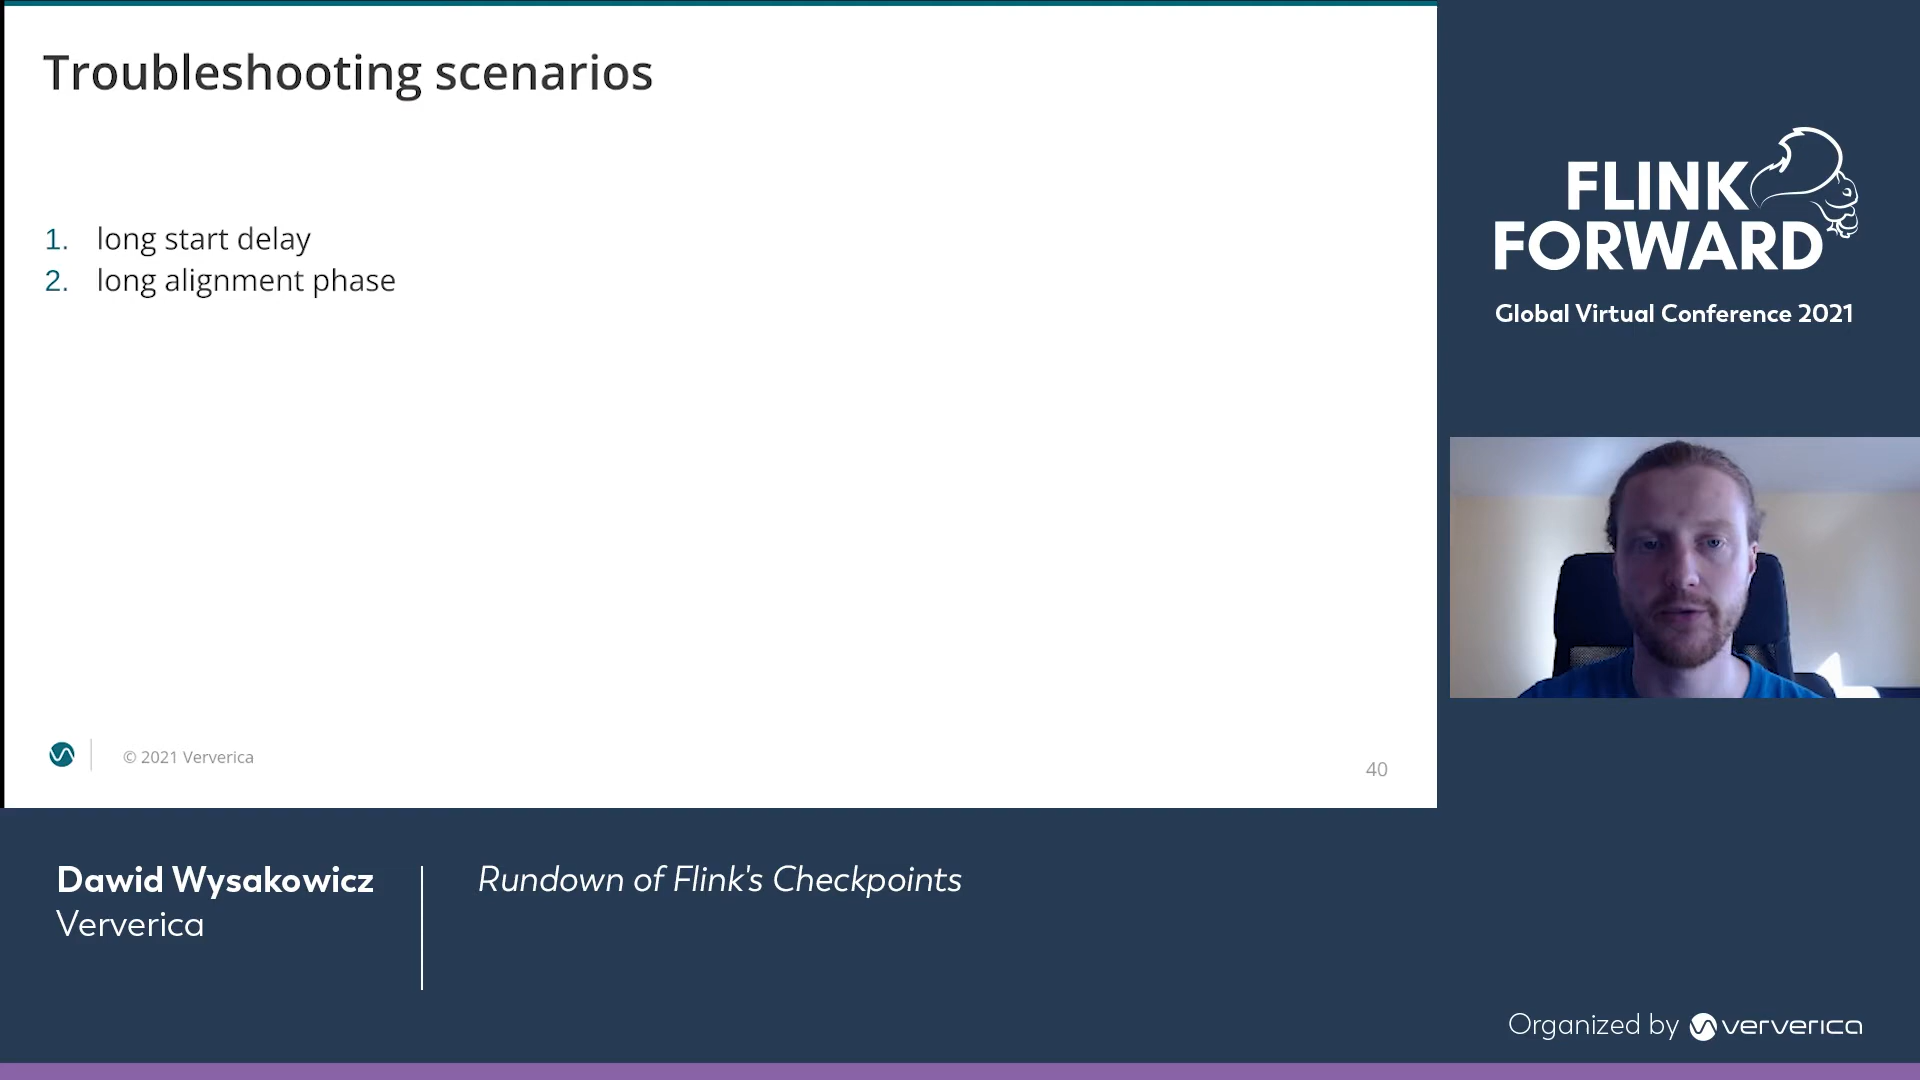 Troubleshooting scenarios
1. long start delay
2. long alignment phase
© 2021 Ververica
40
FLINK
FORWARD
Global Virtual Conference 2021
Dawid Wysakowicz
Ververica
Rundown of Flink's Checkpoints
Organized by ververica